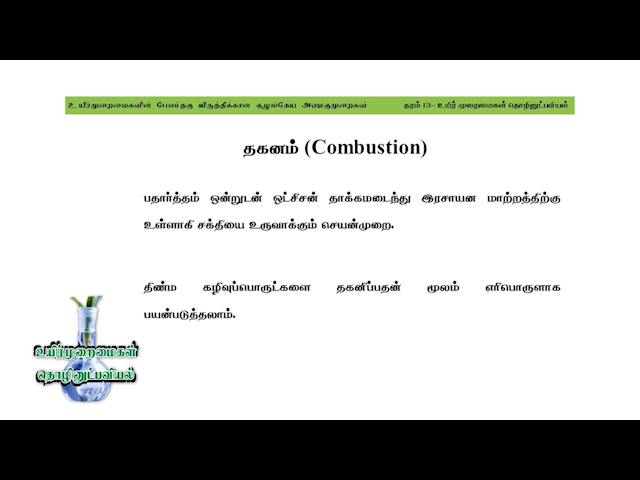 உயிர்முறைமைகளின் பேண்தகு விருத்திக்கான சூழல்நேய அணுகுமுறைகள் தரம் 13– உயிர் முறைமைகள் தொழினுட்பவியல்
தகனம் (Combustion)
பதார்த்தம் ஒன்றுடன் ஒட்சிசன் தாக்கமடைந்து இரசாயன மாற்றத்திற்கு
உள்ளாகி சக்தியை உருவாக்கும் செயன்முறை.
திண்ம கழிவுப்பொருட்களை தகனிப்பதன் மூலம் எரிபொருளாக
பயன்படுத்தலாம்.
உயிர்முறைமைகள்
தொழினுட்பவியல்